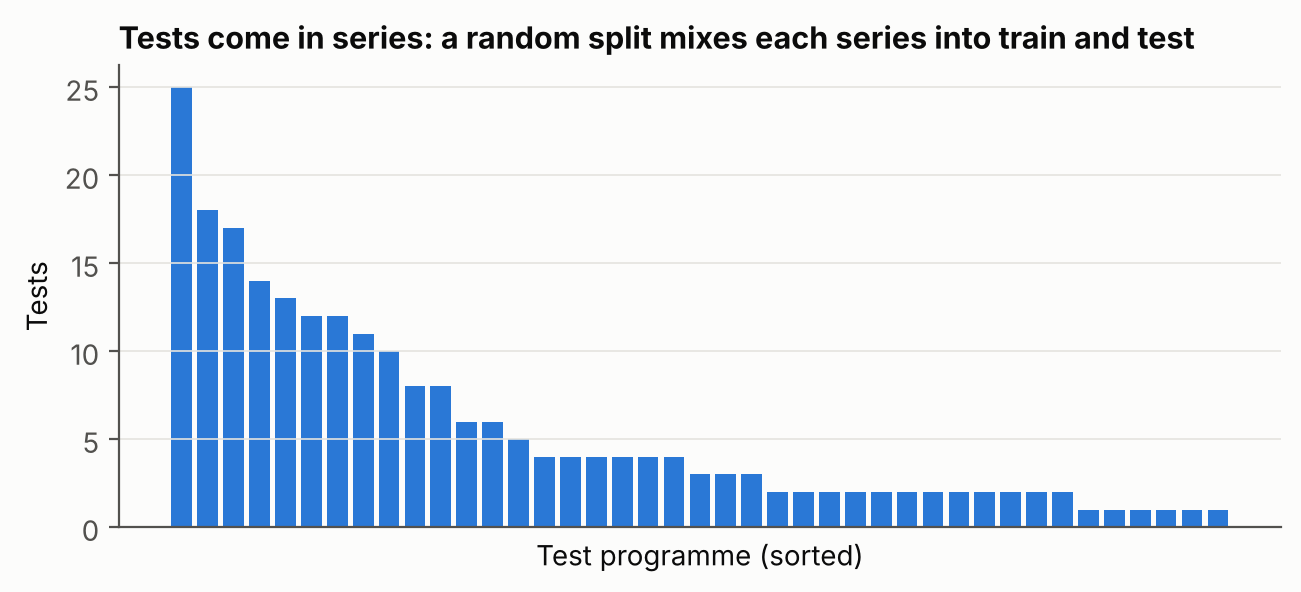 Tests come in series: a random split mixes each series into train and test
25
20
15
10
5
0
Tests
Test programme (sorted)